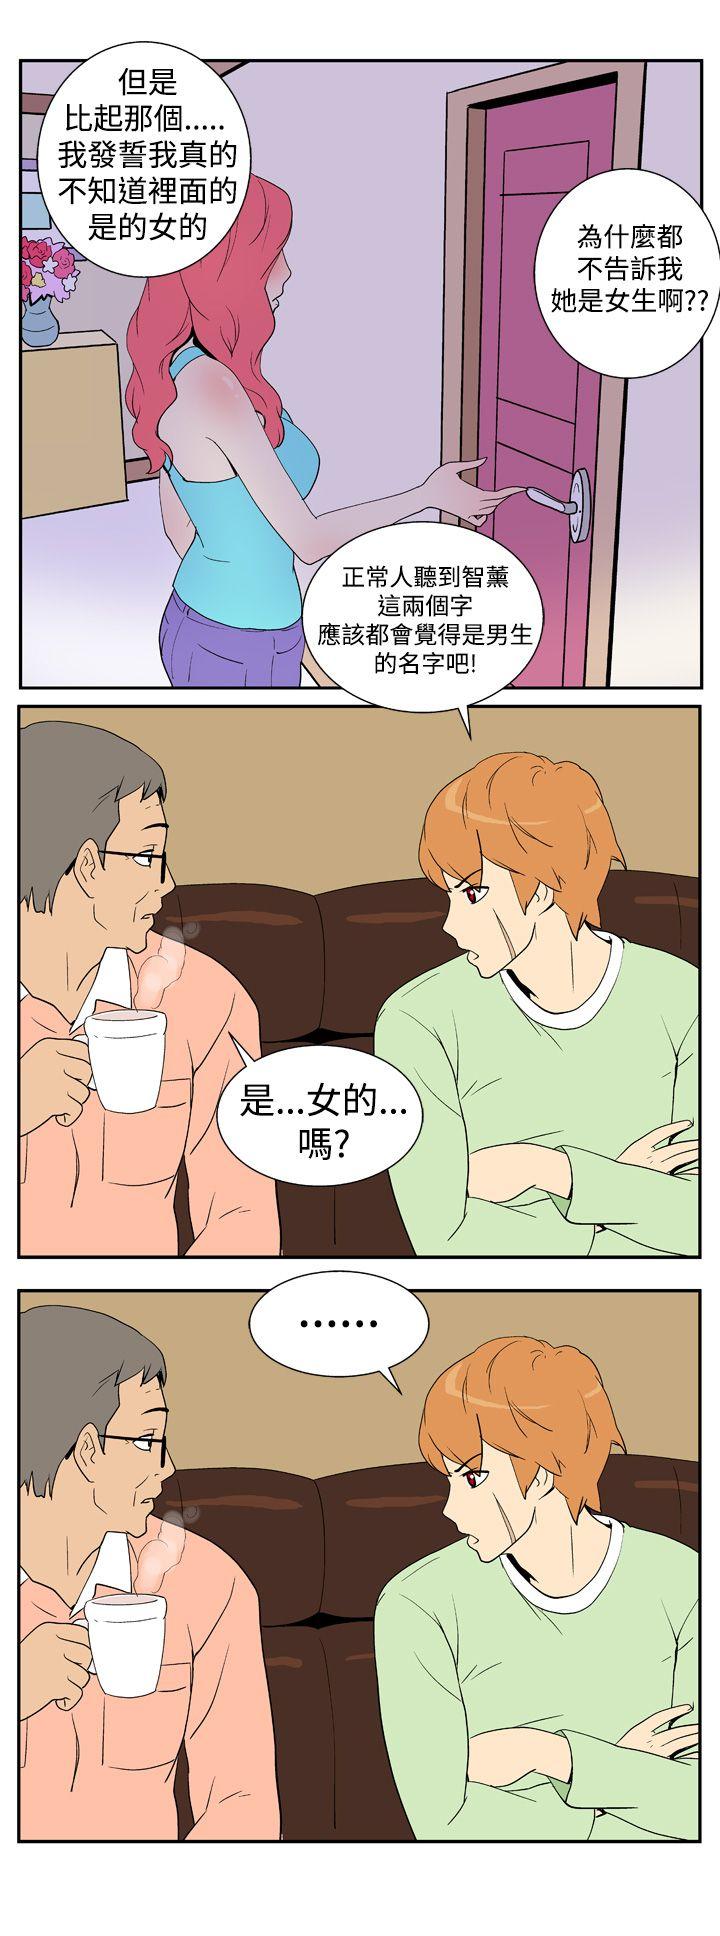 但是
比起那個.....
我發誓我真的
不知道裡面的
是的女的
為什麼都
不告訴我
她是女生啊??
正常人聽到智薰
這兩個字
應該都會覺得是男生
的名字吧!
是...女的...
嗎?
......